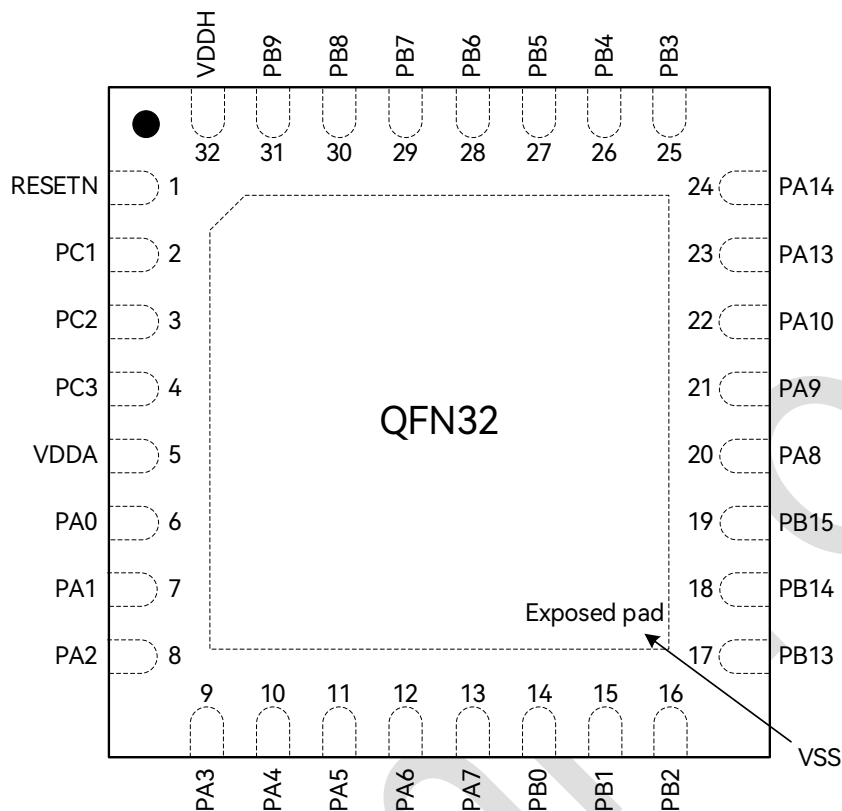 VDDH PB9 PB8 PB7 PB6 PB5 PB4 PB3
32 31 30 29 28 27 26 25
RESETN 1 24 PA14
PC1 2 23 PA13
PC2 3 22 PA10
PC3 4 21 PA9
QFN32
VDDA 5 20 PA8
PA0 6 19 PB15
PA1 7 18 PB14
Exposed pad
PA2 8 17 PB13
9 10 11 12 13 14 15 16
VSS
PA3 PA4 PA5 PA6 PA7 PB0 PB1 PB2